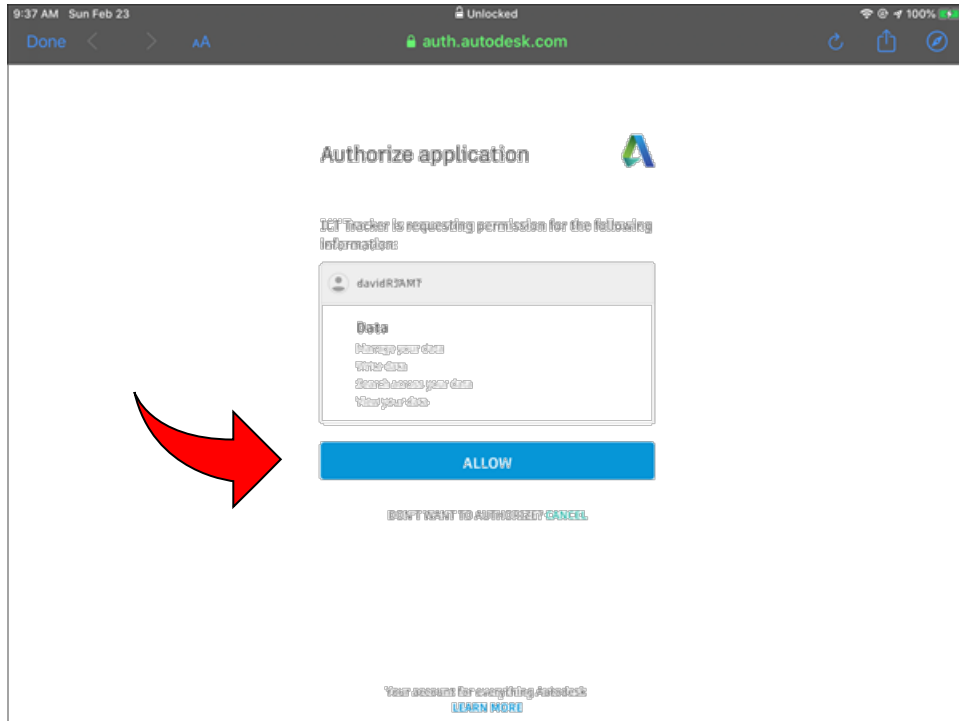 9:37 AM Sun Feb 23 Unlocked 100%
Done AA auth.autodesk.com
Authorize application
ICT Tracker is requesting permission for the following
information:
davidR3AMT
Data
Manage your data
Write data
Search across your data
View your data
ALLOW
DON'T WANT TO AUTHORIZE? CANCEL
Your account for everything Autodesk
LEARN MORE